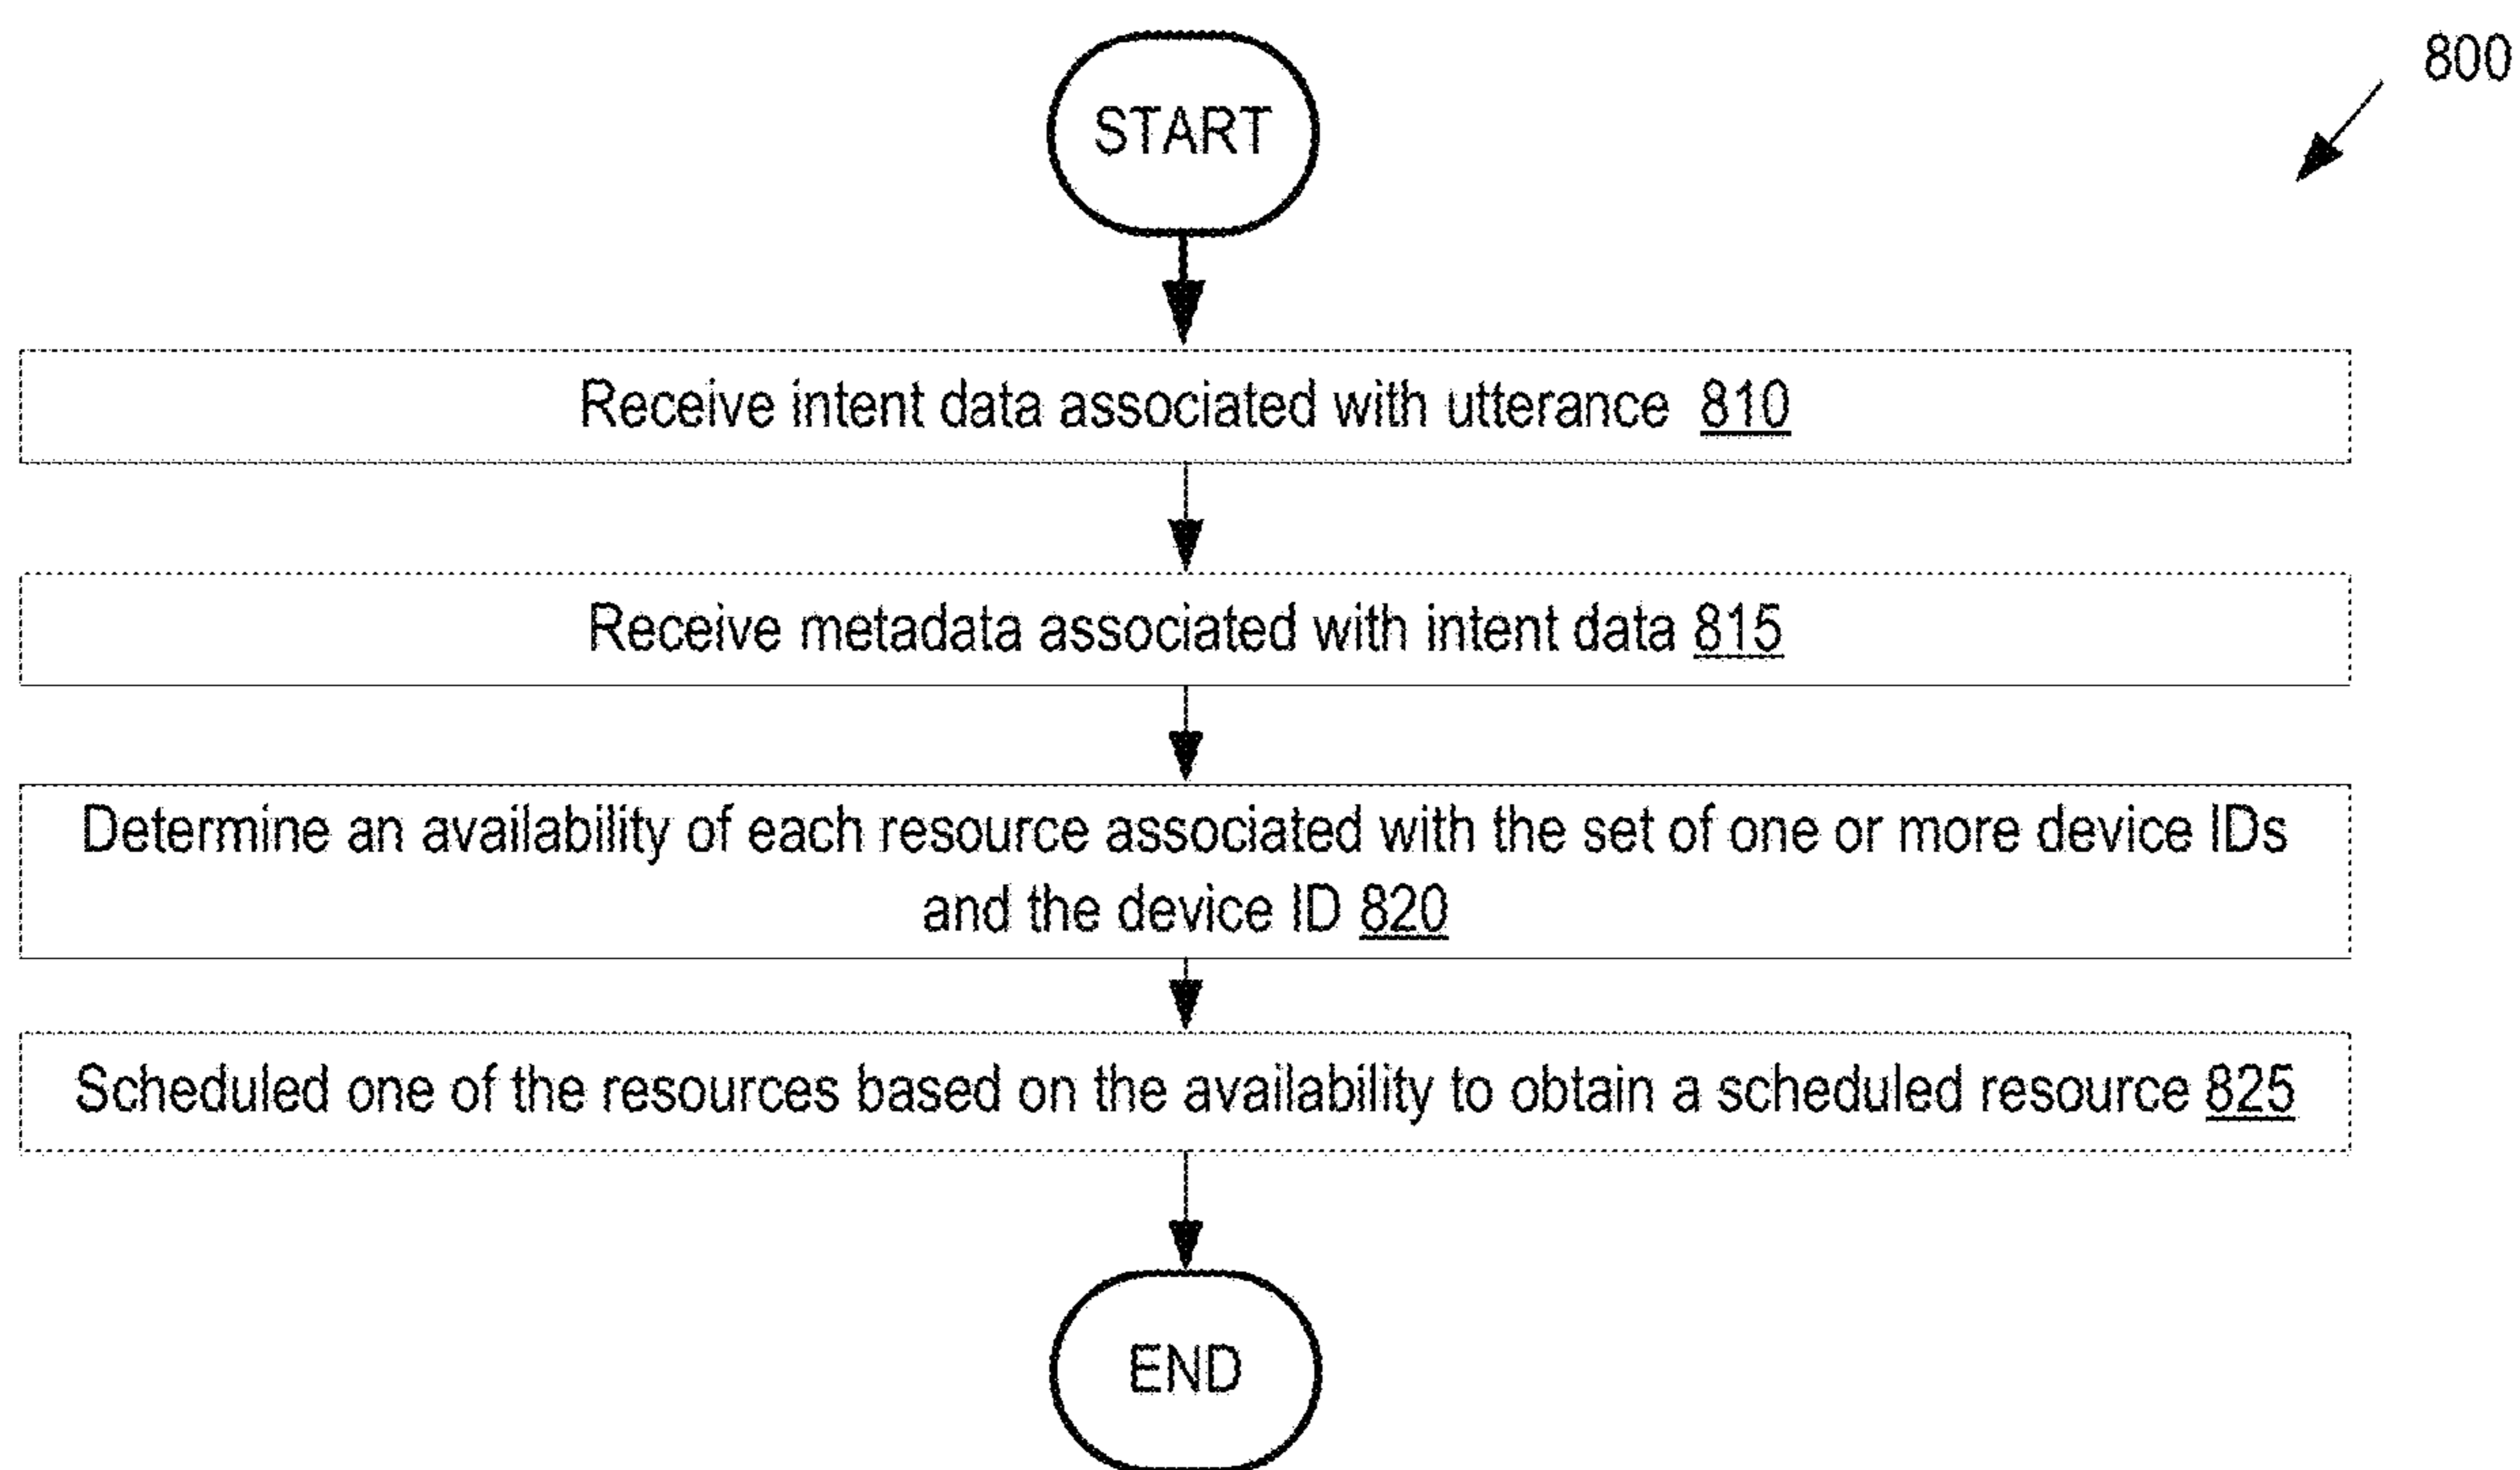 800
START
Receive intent data associated with utterance 810
Receive metadata associated with intent data 815
Determine an availability of each resource associated with the set of one or more device IDs
and the device ID 820
Scheduled one of the resources based on the availability to obtain a scheduled resource 825
END